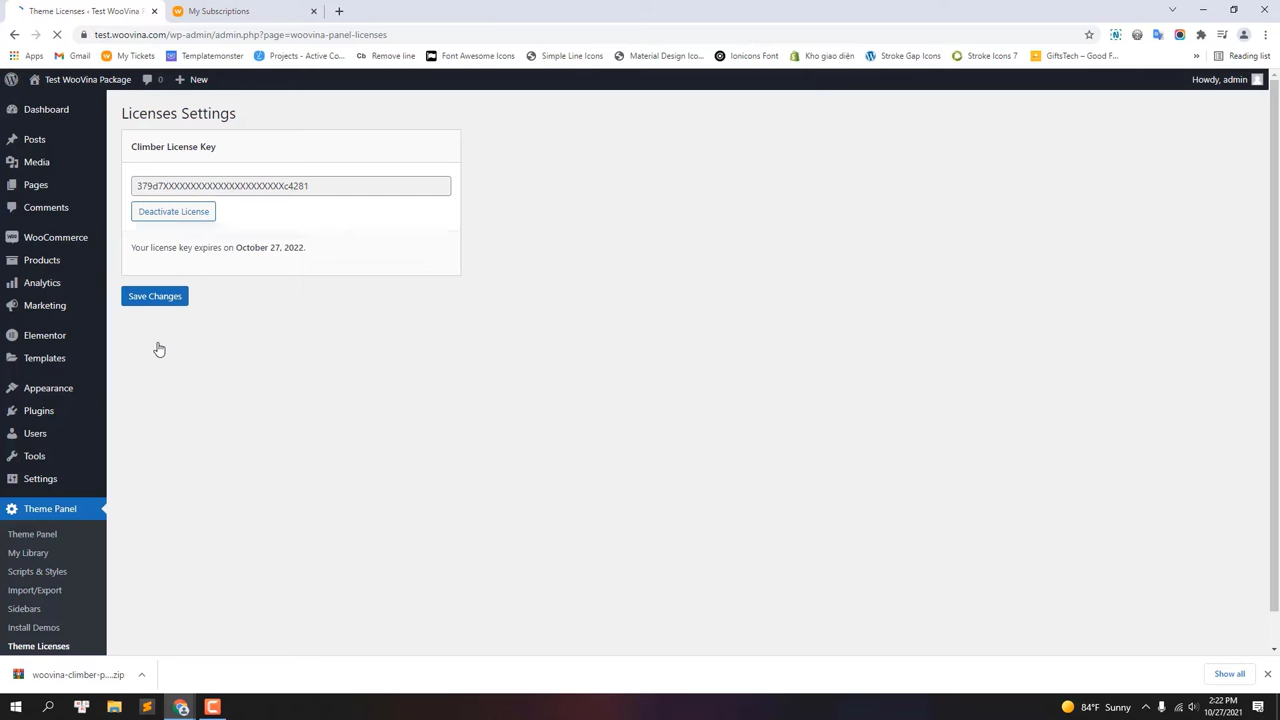 Theme Licenses ‹ Test WooVina P
My Subscriptions
test.woovina.com/wp-admin/admin.php?page=woovina-panel-licenses
Apps
Gmail
My Tickets
Templatemonster
Projects - Active Co...
Cb Remove line
Font Awesome Icons
Simple Line Icons
Material Design Ico...
Ionicons Font
Kho giao diện
Stroke Gap Icons
Stroke Icons 7
GiftsTech – Good F...
»
Reading list
Test WooVina Package
0
New
Howdy, admin
Dashboard
Posts
Media
Pages
Comments
WooCommerce
Products
Analytics
Marketing
Elementor
Templates
Appearance
Plugins
Users
Tools
Settings
Theme Panel
Theme Panel
My Library
Scripts & Styles
Import/Export
Sidebars
Install Demos
Theme Licenses
Licenses Settings
Climber License Key
379d7XXXXXXXXXXXXXXXXXXXXXXc4281
Deactivate License
Your license key expires on October 27, 2022.
Save Changes
woovina-climber-p....zip
Show all
84°F Sunny
2:22 PM
10/27/2021